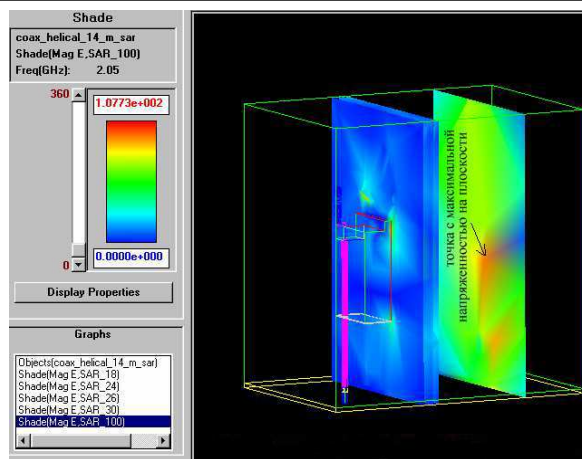 Shade
coax_helical_14_m_sar
Shade(Mag E,SAR_100)
Freq(GHz): 2.05
360
1.0773e+002
0.0000e+000
0
Display Properties
Graphs
Objects(coax_helical_14_m_sar)
Shade(Mag E,SAR_18)
Shade(Mag E,SAR_24)
Shade(Mag E,SAR_26)
Shade(Mag E,SAR_30)
Shade(Mag E,SAR_100)
точка с максимальной
напряженностью на плоскости